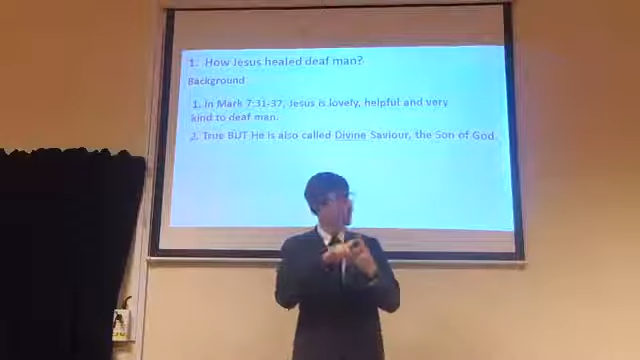 1. How Jesus healed deaf man?
Background
1. In Mark 7:31-37, Jesus is lovely, helpful and very
kind to deaf man.
2. True BUT He is also called Divine Saviour, the Son of God.